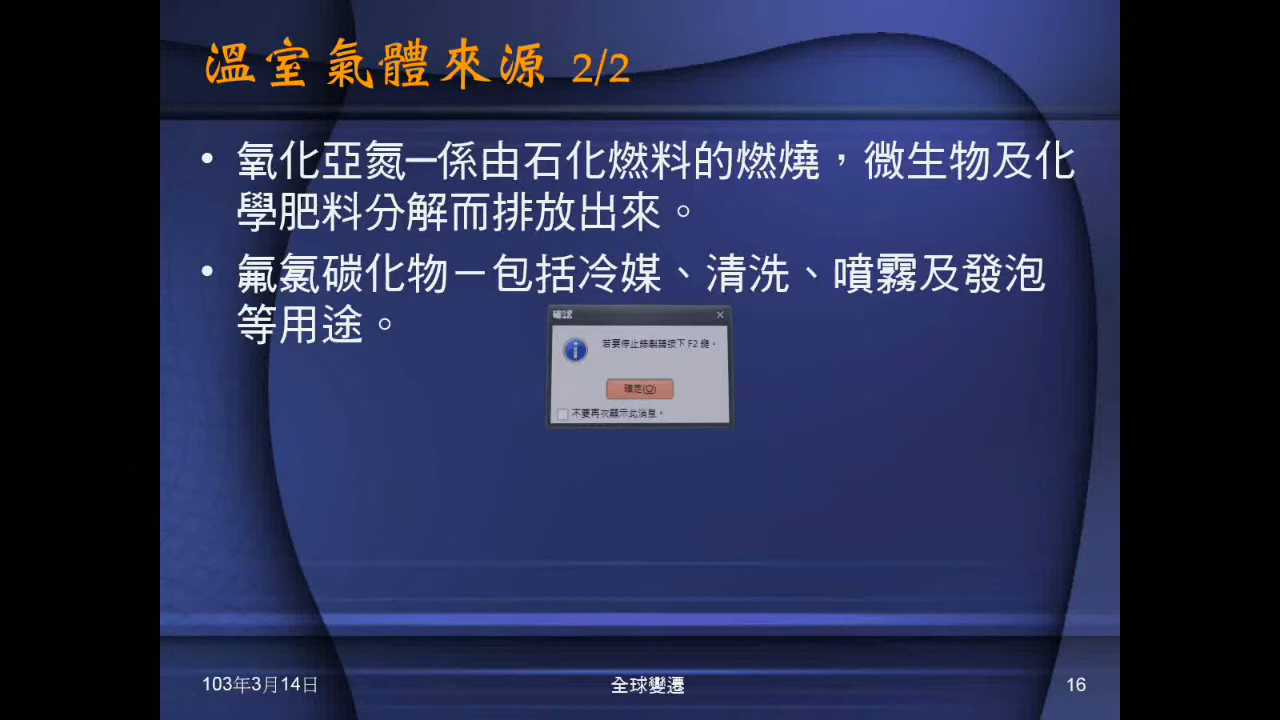 溫室氣體來源 2/2
• 氧化亞氮─係由石化燃料的燃燒，微生物及化
學肥料分解而排放出來。
• 氟氯碳化物－包括冷媒、清洗、噴霧及發泡
等用途。
確認
若要停止錄製請按下 F2 鍵。
確定(O)
不要再次顯示此消息。
103年3月14日
全球變遷
16